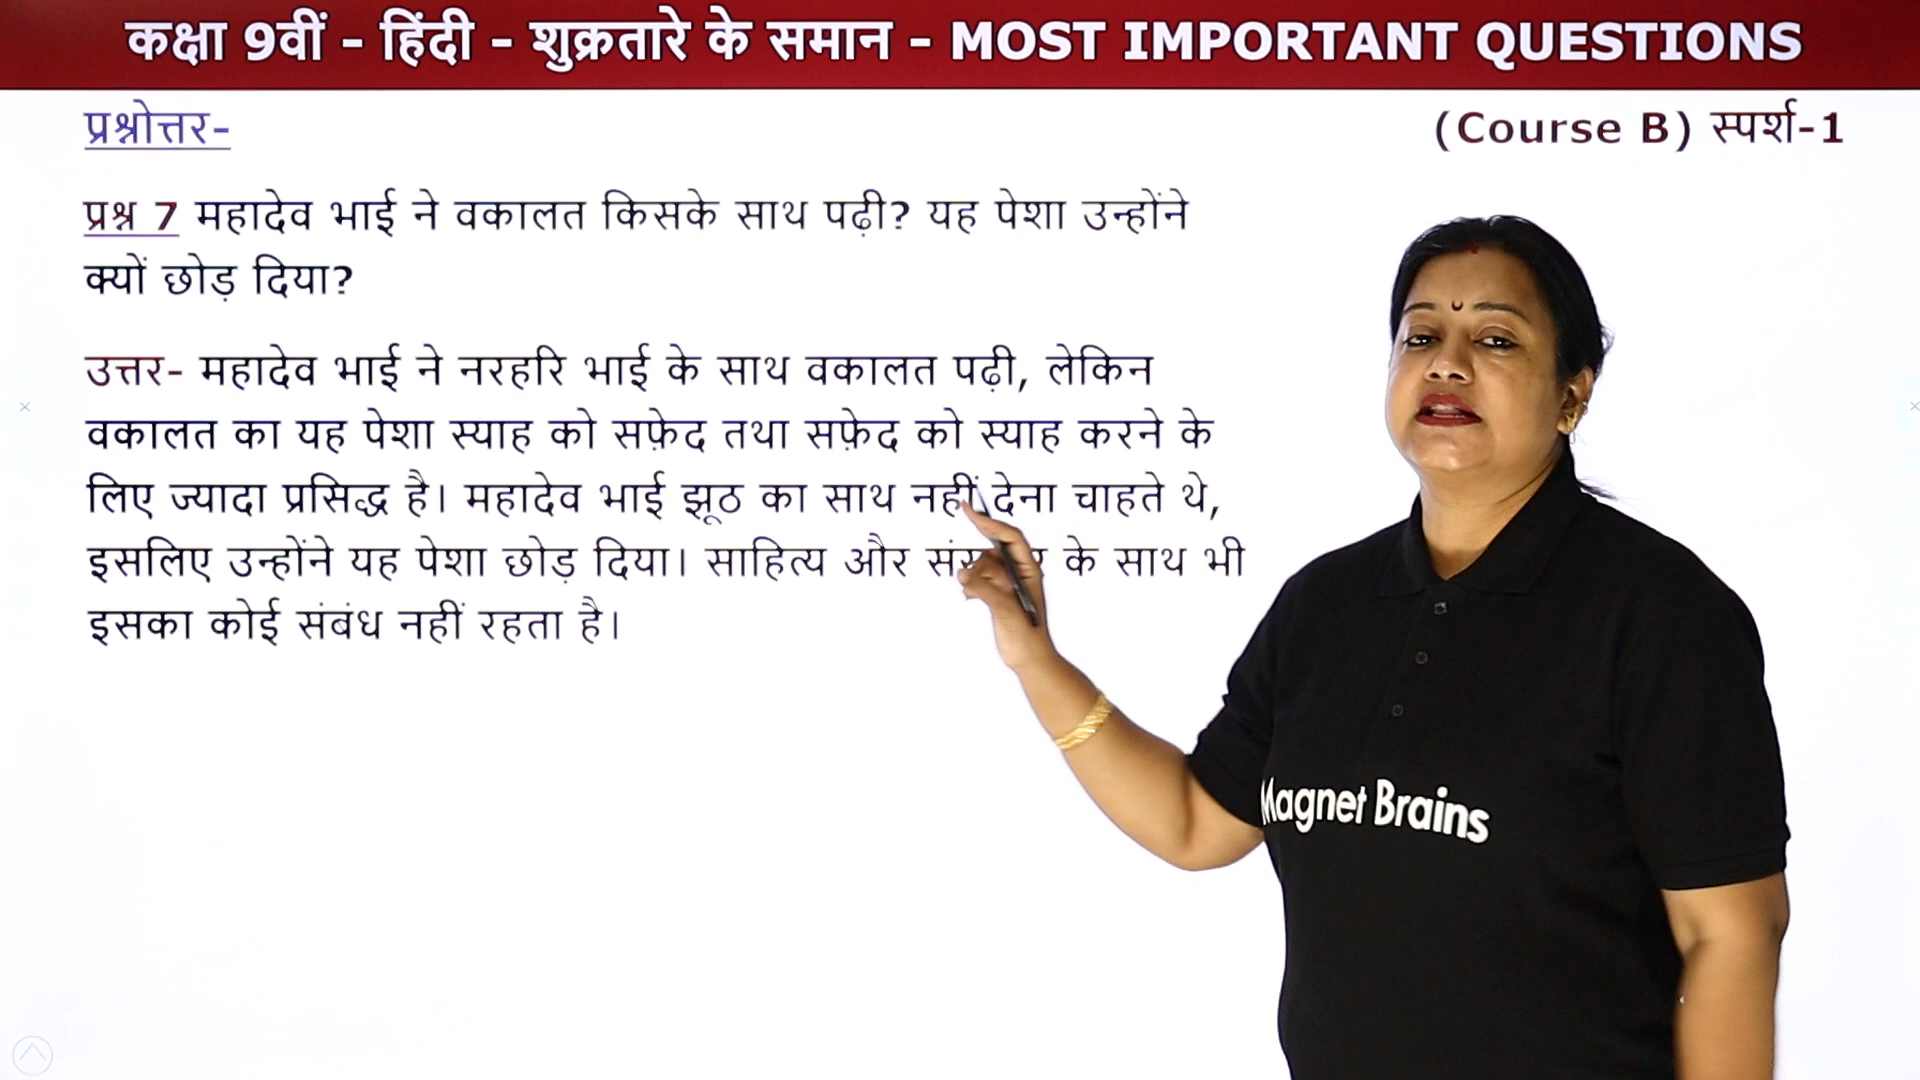 कक्षा 9वीं - हिंदी - शुक्रतारे के समान - MOST IMPORTANT QUESTIONS
प्रश्नोत्तर-
(Course B) स्पर्श-1
प्रश्न 7 महादेव भाई ने वकालत किसके साथ पढ़ी? यह पेशा उन्होंने
क्यों छोड़ दिया?
उत्तर- महादेव भाई ने नरहरि भाई के साथ वकालत पढ़ी, लेकिन
वकालत का यह पेशा स्याह को सफ़ेद तथा सफ़ेद को स्याह करने के
लिए ज्यादा प्रसिद्ध है। महादेव भाई झूठ का साथ नहीं देना चाहते थे,
इसलिए उन्होंने यह पेशा छोड़ दिया। साहित्य और के साथ भी
इसका कोई संबंध नहीं रहता है।
Magnet Brains